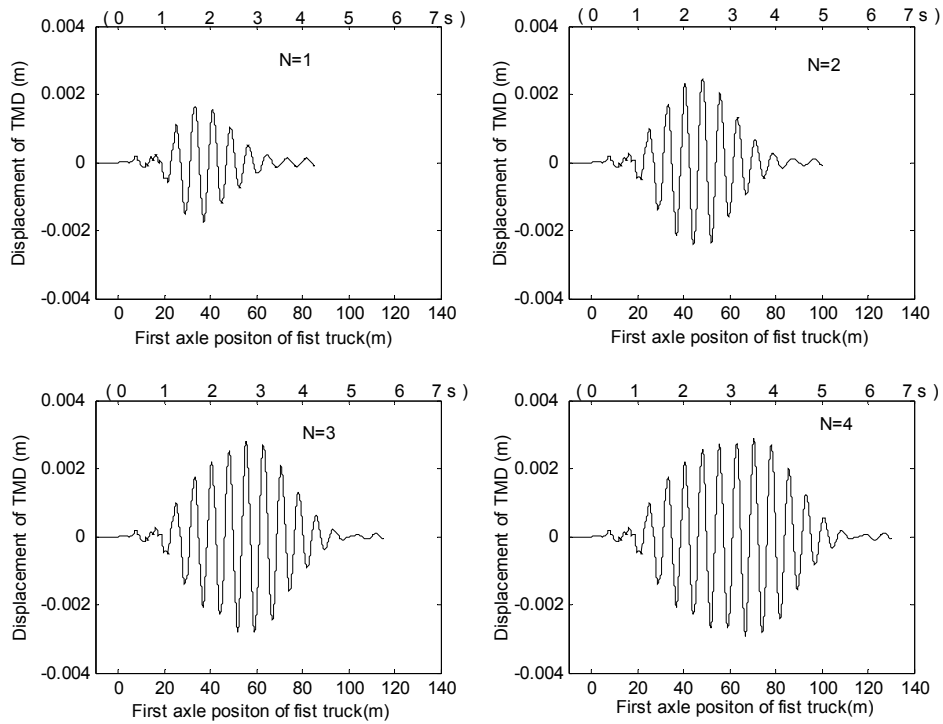 ( 0 1 2 3 4 5 6 7 s )
0.004
0.002
0
-0.002
-0.004
Displacement of TMD (m)
N=1
0 20 40 60 80 100 120 140
First axle positon of fist truck(m)
( 0 1 2 3 4 5 6 7 s )
0.004
0.002
0
-0.002
-0.004
Displacement of TMD (m)
N=2
0 20 40 60 80 100 120 140
First axle positon of fist truck(m)
( 0 1 2 3 4 5 6 7 s )
0.004
0.002
0
-0.002
-0.004
Displacement of TMD (m)
N=3
0 20 40 60 80 100 120 140
First axle positon of fist truck(m)
( 0 1 2 3 4 5 6 7 s )
0.004
0.002
0
-0.002
-0.004
Displacement of TMD (m)
N=4
0 20 40 60 80 100 120 140
First axle positon of fist truck(m)